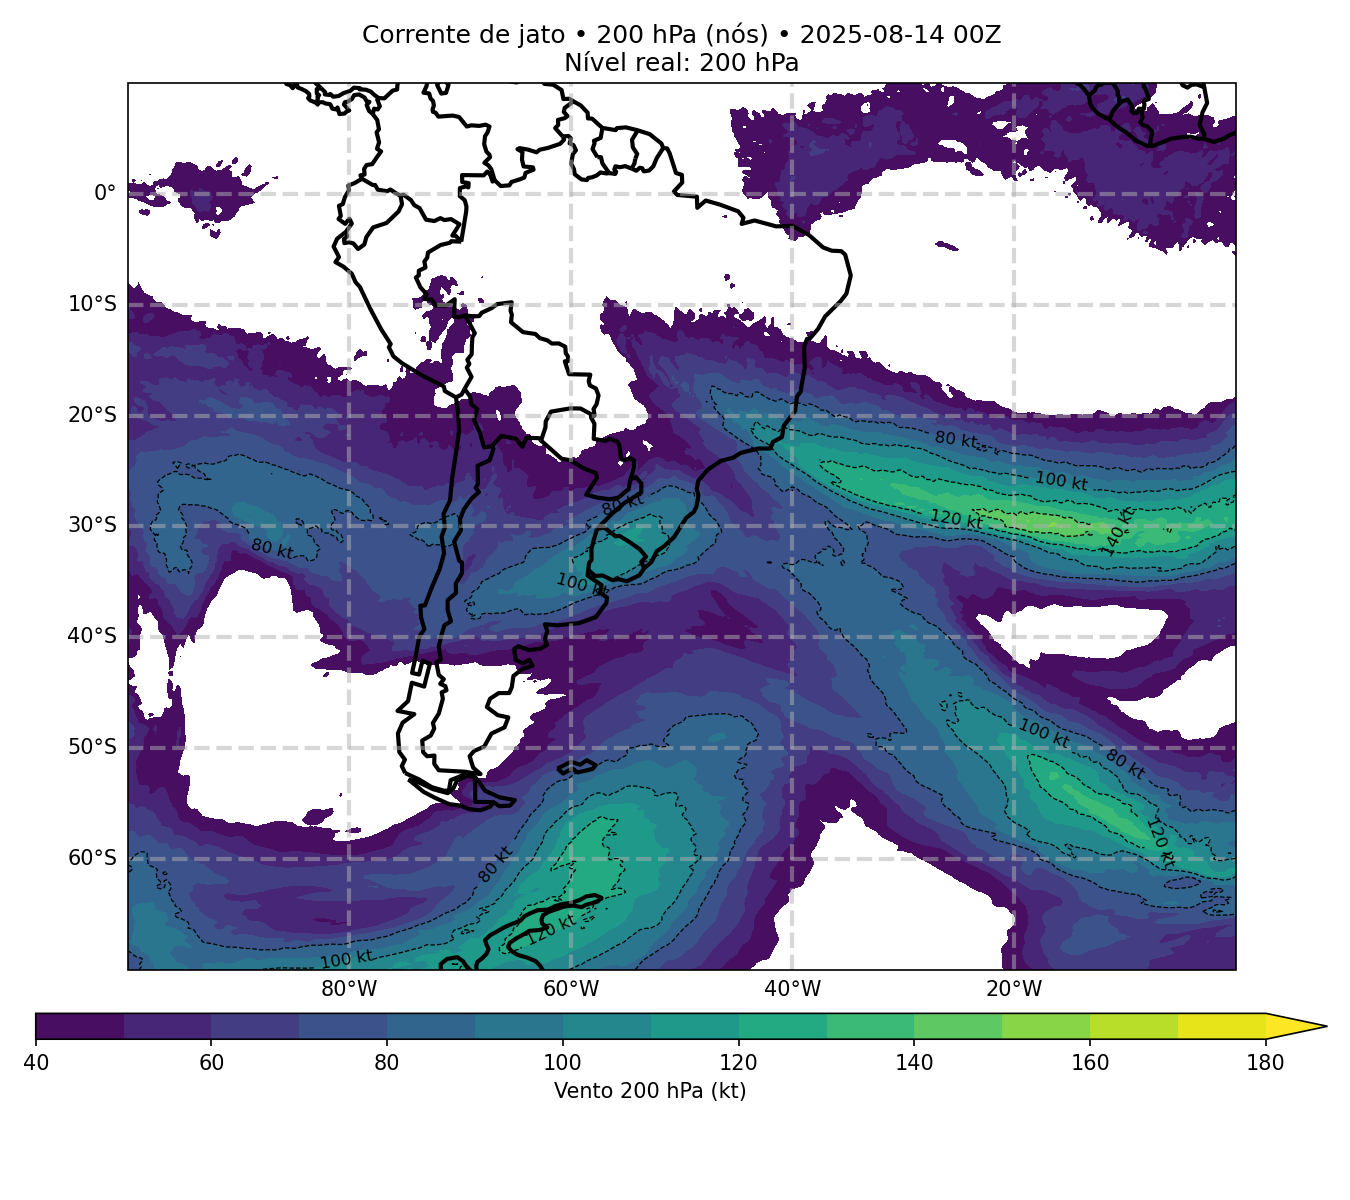 Corrente de jato • 200 hPa (nós) • 2025-08-14 00Z
Nível real: 200 hPa
0°
10°S
20°S
30°S
40°S
50°S
60°S
80 kt
100 kt
120 kt
140 kt
80 kt
80 kt
100 kt
100 kt
80 kt
120 kt
80 kt
120 kt
100 kt
80°W
60°W
40°W
20°W
40
60
80
100
120
140
160
180
Vento 200 hPa (kt)